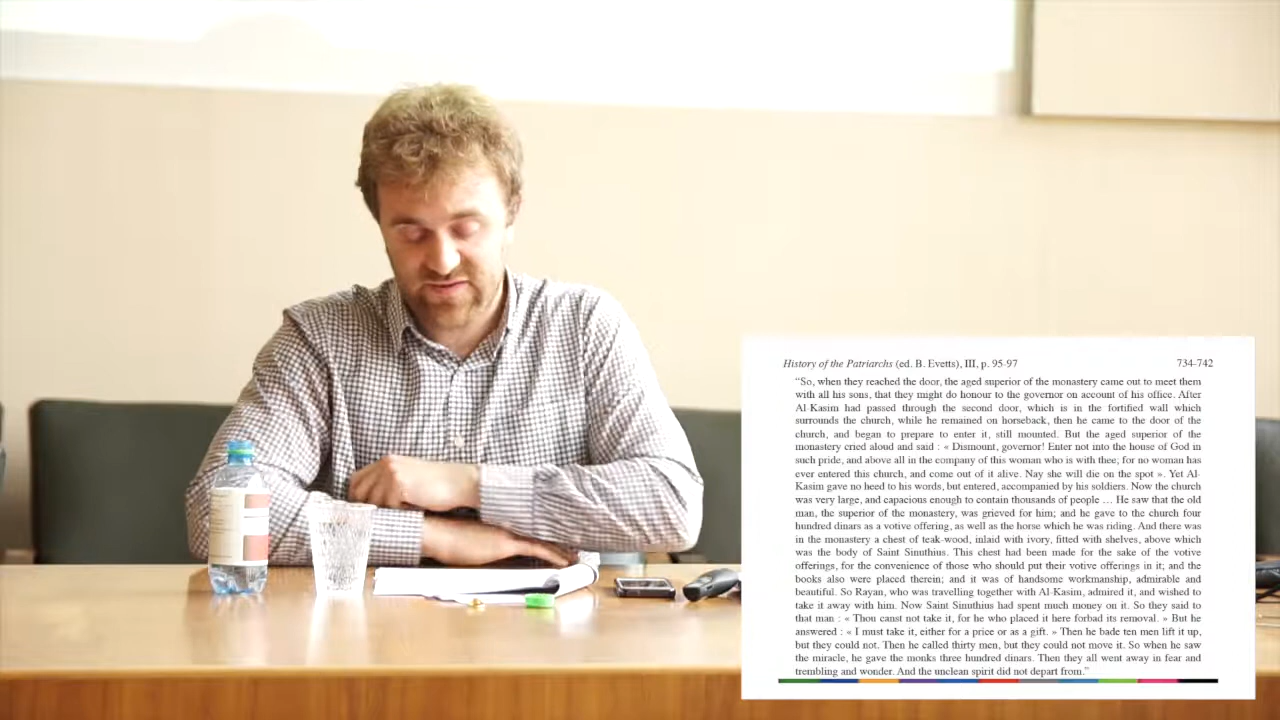 History of the Patriarchs (ed. B. Evetts), III, p. 95-97 734-742
“So, when they reached the door, the aged superior of the monastery came out to meet them
with all his sons, that they might do honour to the governor on account of his office. After
Al-Kasim had passed through the second door, which is in the fortified wall which
surrounds the church, while he remained on horseback, then he came to the door of the
church, and began to prepare to enter it, still mounted. But the aged superior of the
monastery cried aloud and said : « Dismount, governor! Enter not into the house of God in
such pride, and above all in the company of this woman who is with thee; for no woman has
ever entered this church, and come out of it alive. Nay she will die on the spot ». Yet Al-
Kasim gave no heed to his words, but entered, accompanied by his soldiers. Now the church
was very large, and capacious enough to contain thousands of people … He saw that the old
man, the superior of the monastery, was grieved for him; and he gave to the church four
hundred dinars as a votive offering, as well as the horse which he was riding. And there was
in the monastery a chest of teak-wood, inlaid with ivory, fitted with shelves, above which
was the body of Saint Sinuthius. This chest had been made for the sake of the votive
offerings, for the convenience of those who should put their votive offerings in it; and the
books also were placed therein; and it was of handsome workmanship, admirable and
beautiful. So Rayan, who was travelling together with Al-Kasim, admired it, and wished to
take it away with him. Now Saint Sinuthius had spent much money on it. So they said to
that man : « Thou canst not take it, for he who placed it here forbad its removal. » But he
answered : « I must take it, either for a price or as a gift. » Then he bade ten men lift it up,
but they could not. Then he called thirty men, but they could not move it. So when he saw
the miracle, he gave the monks three hundred dinars. Then they all went away in fear and
trembling and wonder. And the unclean spirit did not depart from.”